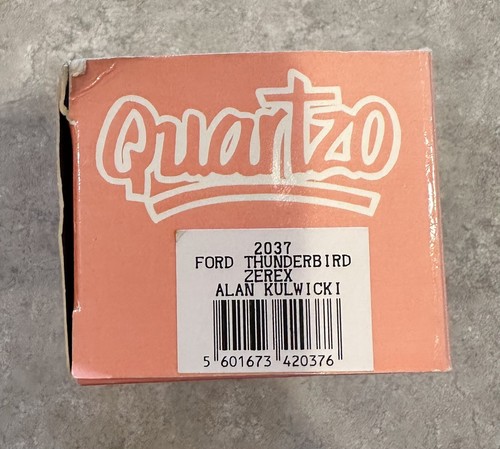 Quartzo
2037
FORD THUNDERBIRD
ZEREX
ALAN KULWICKI
5 601673 420376